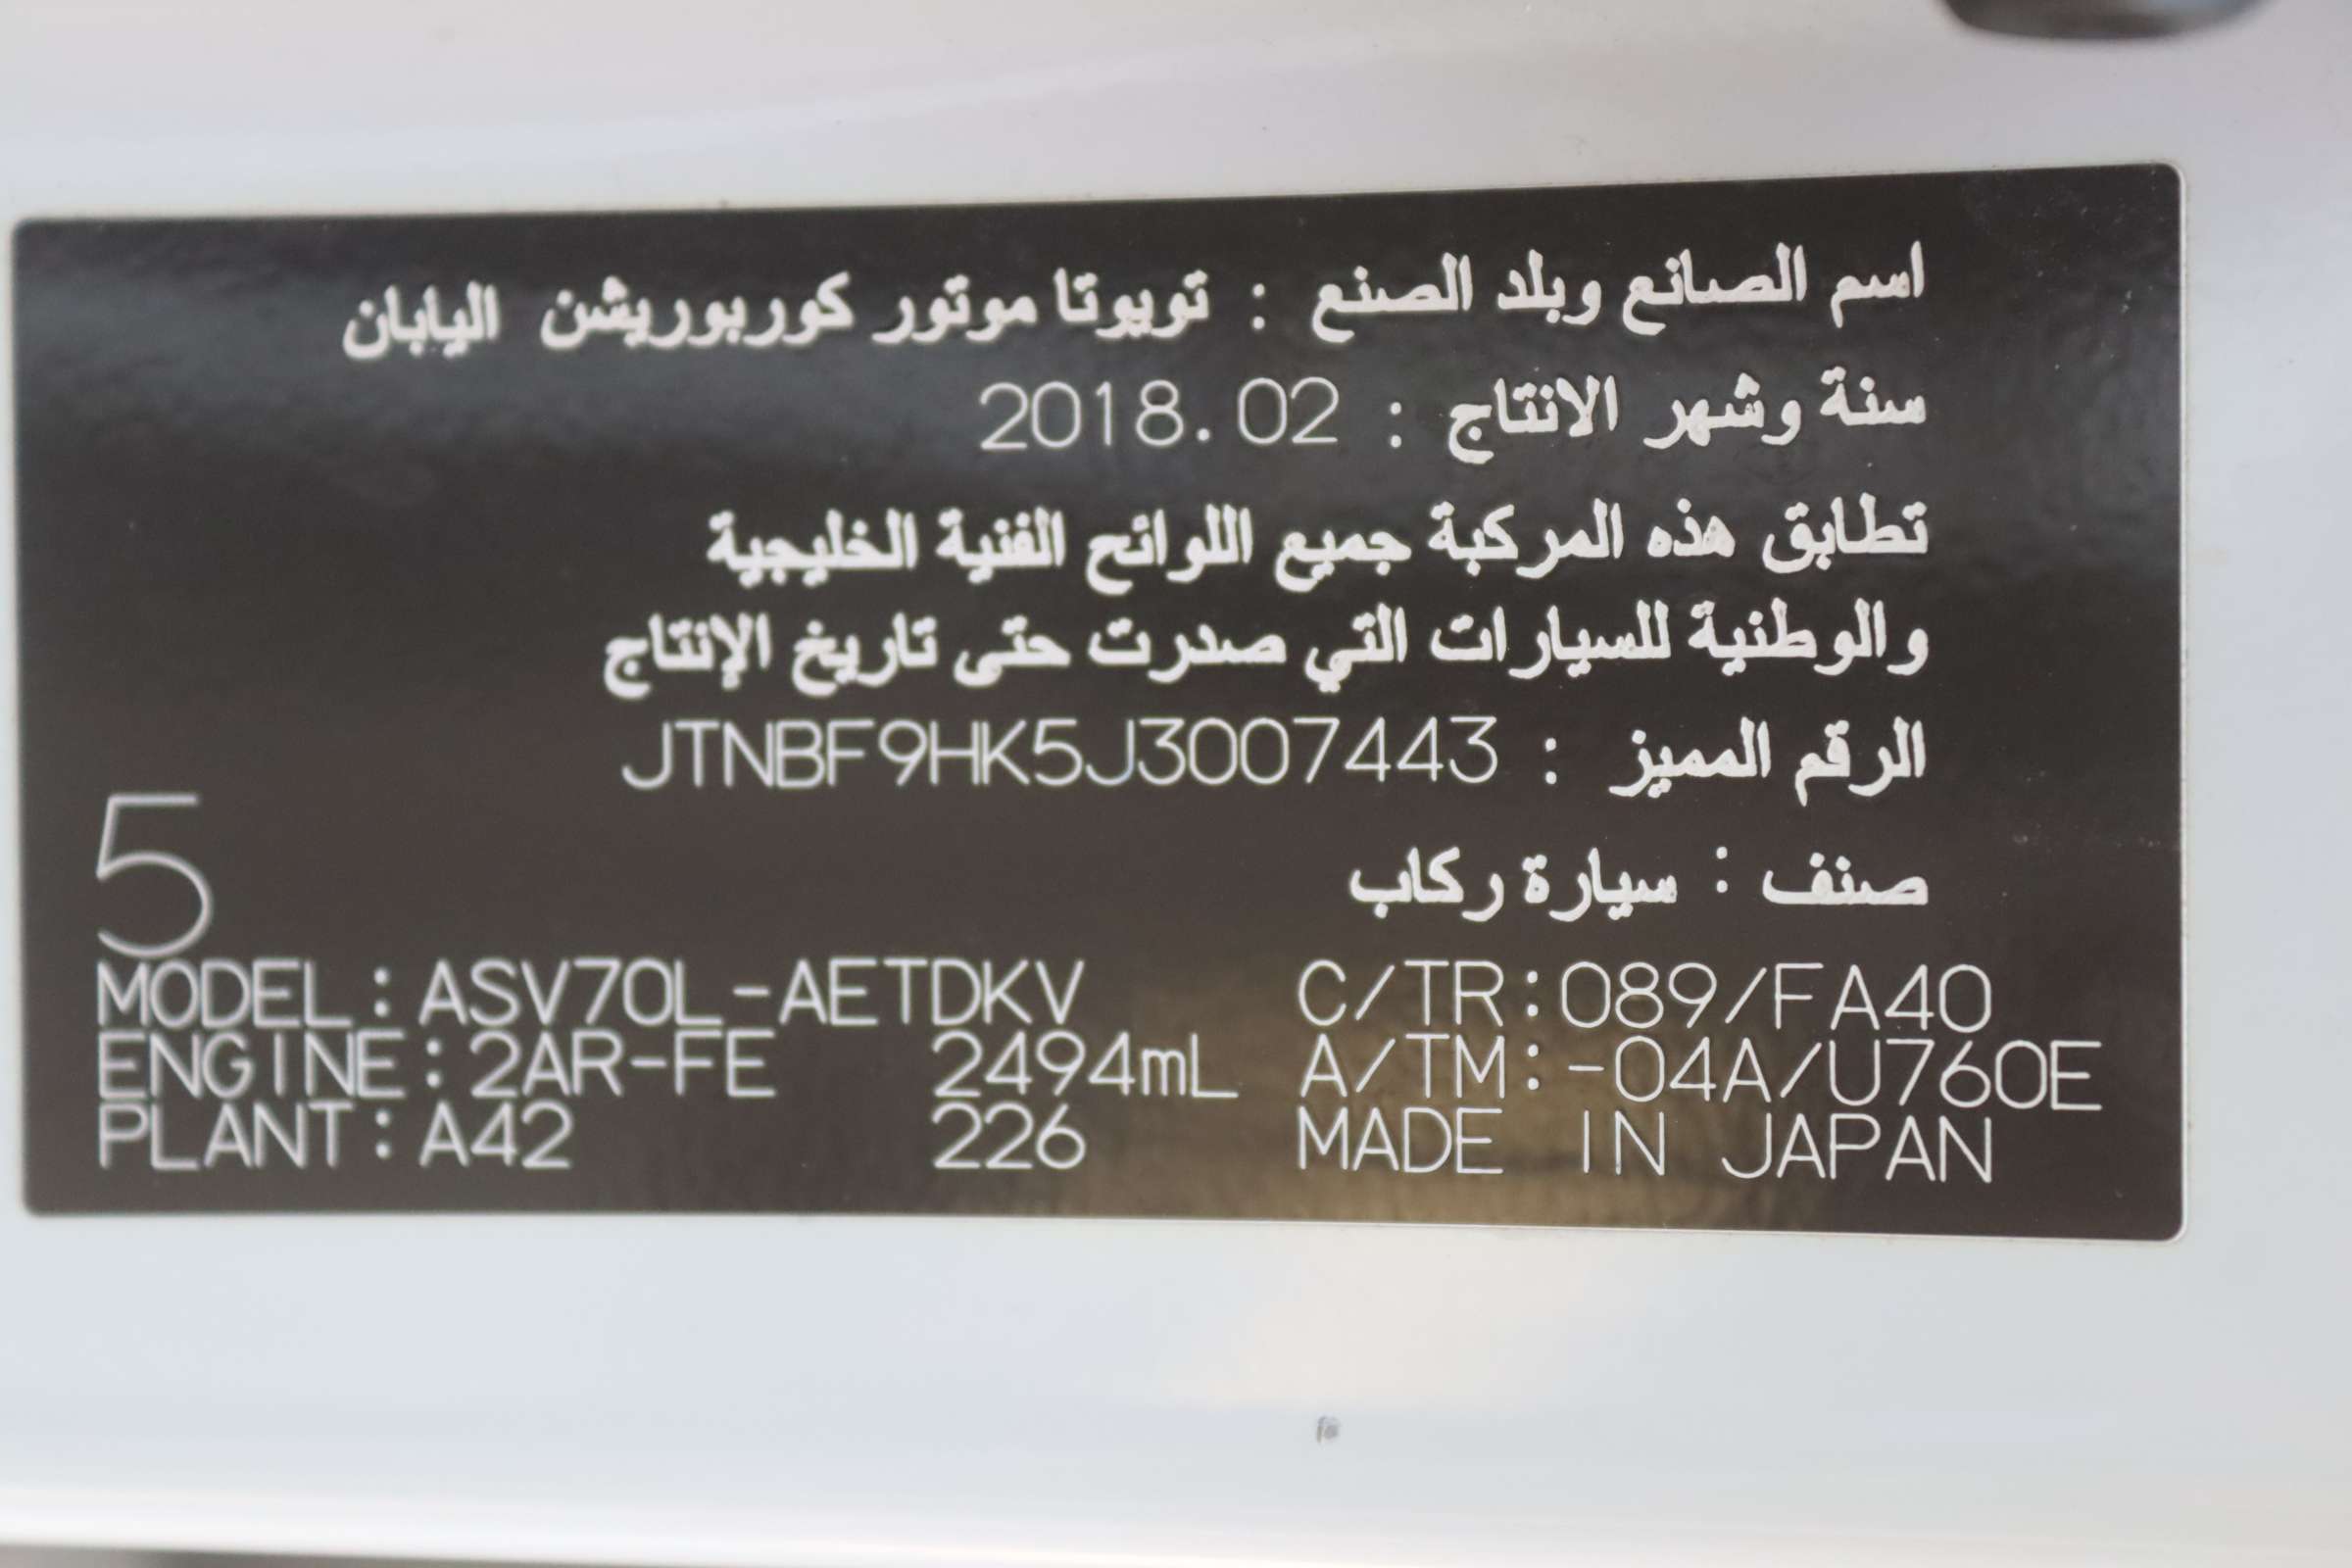 اسم الصانع وبلد الصنع : تويوتا موتور كوربوريشن اليابان
سنة وشهر الانتاج : 2018.02
تطابق هذه المركبة جميع اللوائح الفنية الخليجية
والوطنية للسيارات التي صدرت حتى تاريخ الإنتاج
الرقم المميز : JTNBF9HK5J3007443
صنف : سيارة ركاب
5
MODEL:ASV70L-AETDKV C/TR:089/FA40
ENGINE:2AR-FE 2494mL A/TM:-04A/U760E
PLANT:A42 226 MADE IN JAPAN